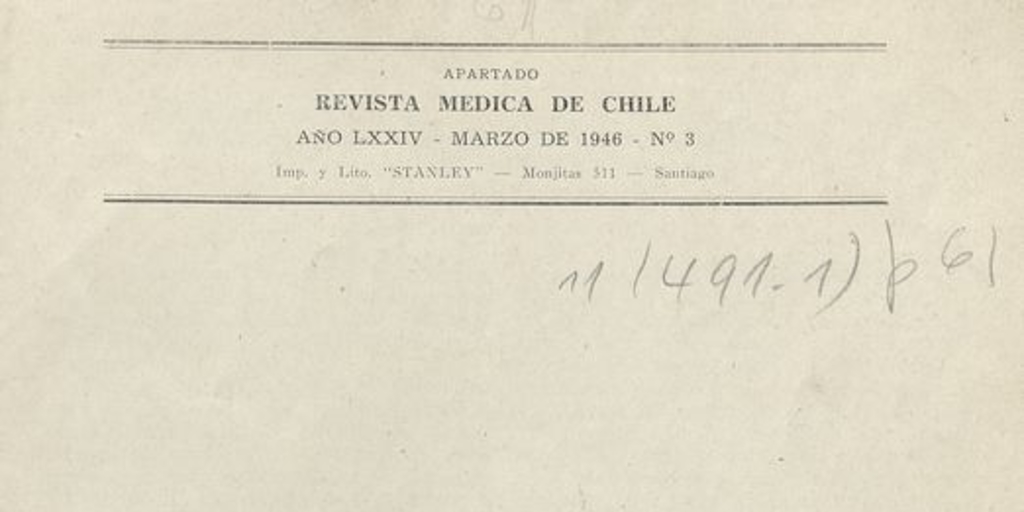 APARTADO
REVISTA MEDICA DE CHILE
AÑO LXXIV - MARZO DE 1946 - Nº 3
Imp. y Lito. "STANLEY" — Monjitas 511 — Santiago
11 (491-1) p 61